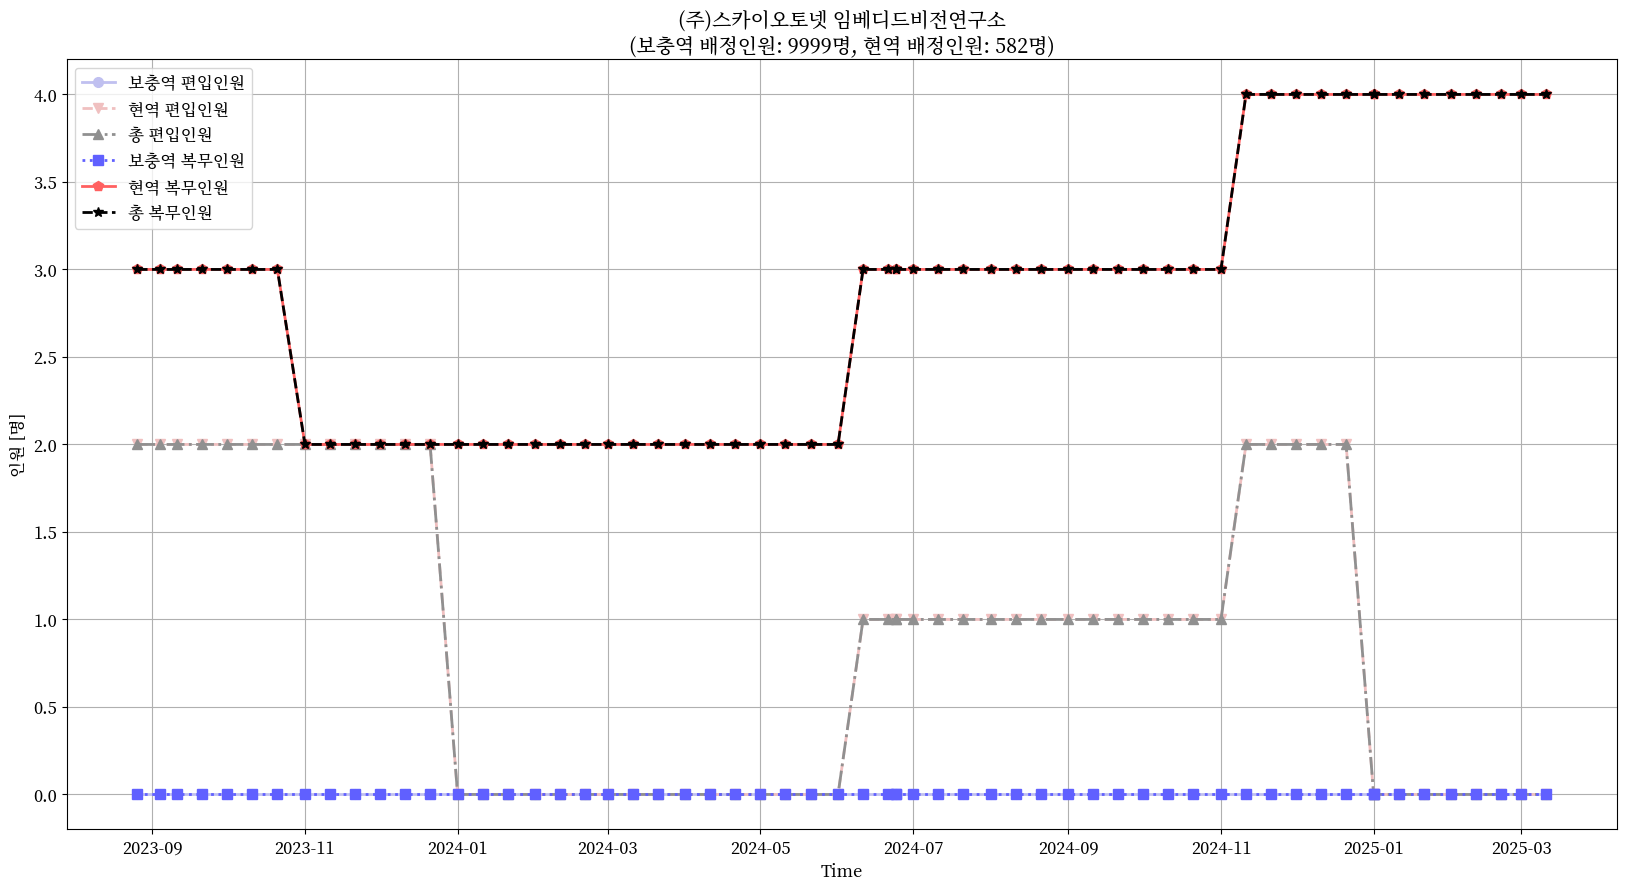 (주)스카이오토넷 임베디드비전연구소
(보충역 배정인원: 9999명, 현역 배정인원: 582명)
보충역 편입인원
현역 편입인원
총 편입인원
보충역 복무인원
현역 복무인원
총 복무인원
4.0
3.5
3.0
2.5
2.0
1.5
1.0
0.5
0.0
인원 [명]
2023-09 2023-11 2024-01 2024-03 2024-05 2024-07 2024-09 2024-11 2025-01 2025-03
Time